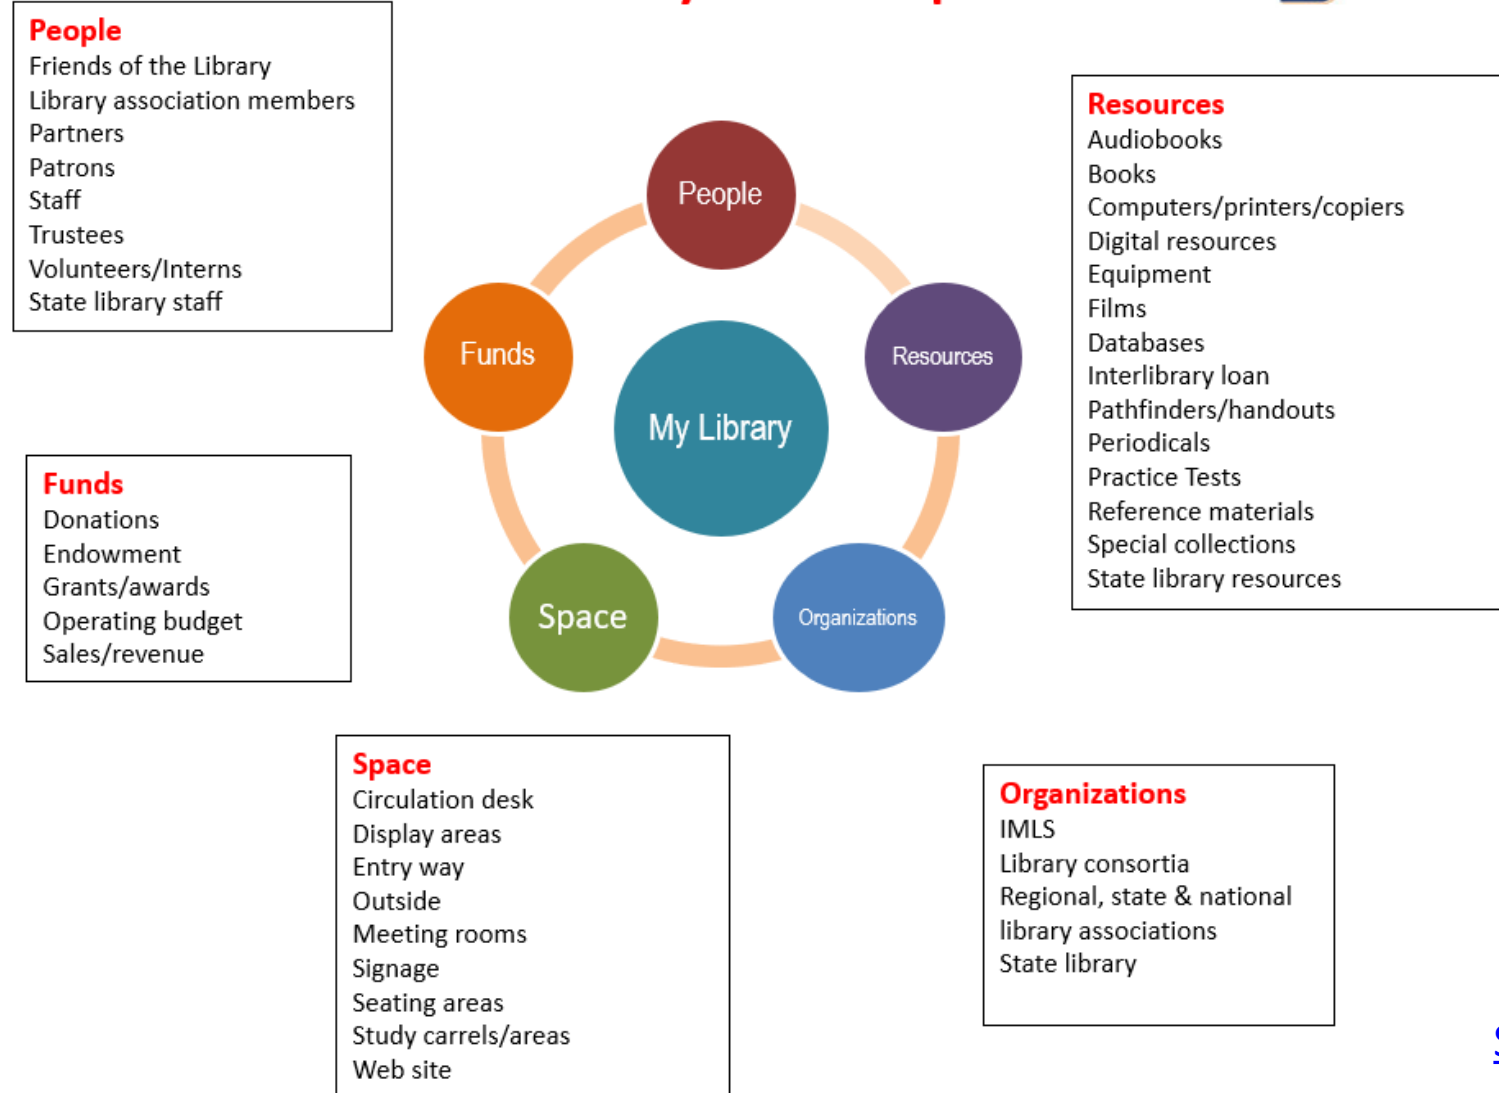 People
Friends of the Library
Library association members
Partners
Patrons
Staff
Trustees
Volunteers/Interns
State library staff
Resources
Audiobooks
Books
Computers/printers/copiers
Digital resources
Equipment
Films
Databases
Interlibrary loan
Pathfinders/handouts
Periodicals
Practice Tests
Reference materials
Special collections
State library resources
People
Funds
Resources
My Library
Space
Organizations
Funds
Donations
Endowment
Grants/awards
Operating budget
Sales/revenue
Space
Circulation desk
Display areas
Entry way
Outside
Meeting rooms
Signage
Seating areas
Study carrels/areas
Web site
Organizations
IMLS
Library consortia
Regional, state & national
library associations
State library